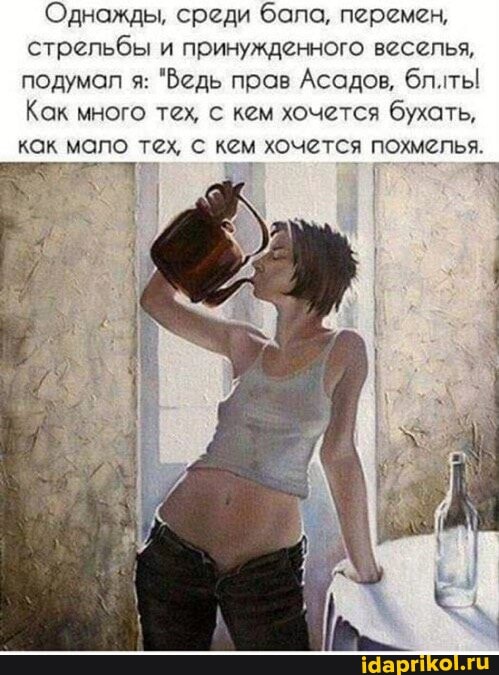 Однажды, среди бала, перемен,
стрельбы и принужденного веселья,
подумал я: "Ведь прав Асадов, бл.ıть!
Как много тех, с кем хочется бухать,
как мало тех, с кем хочется похмелья.
idaprikol.ru